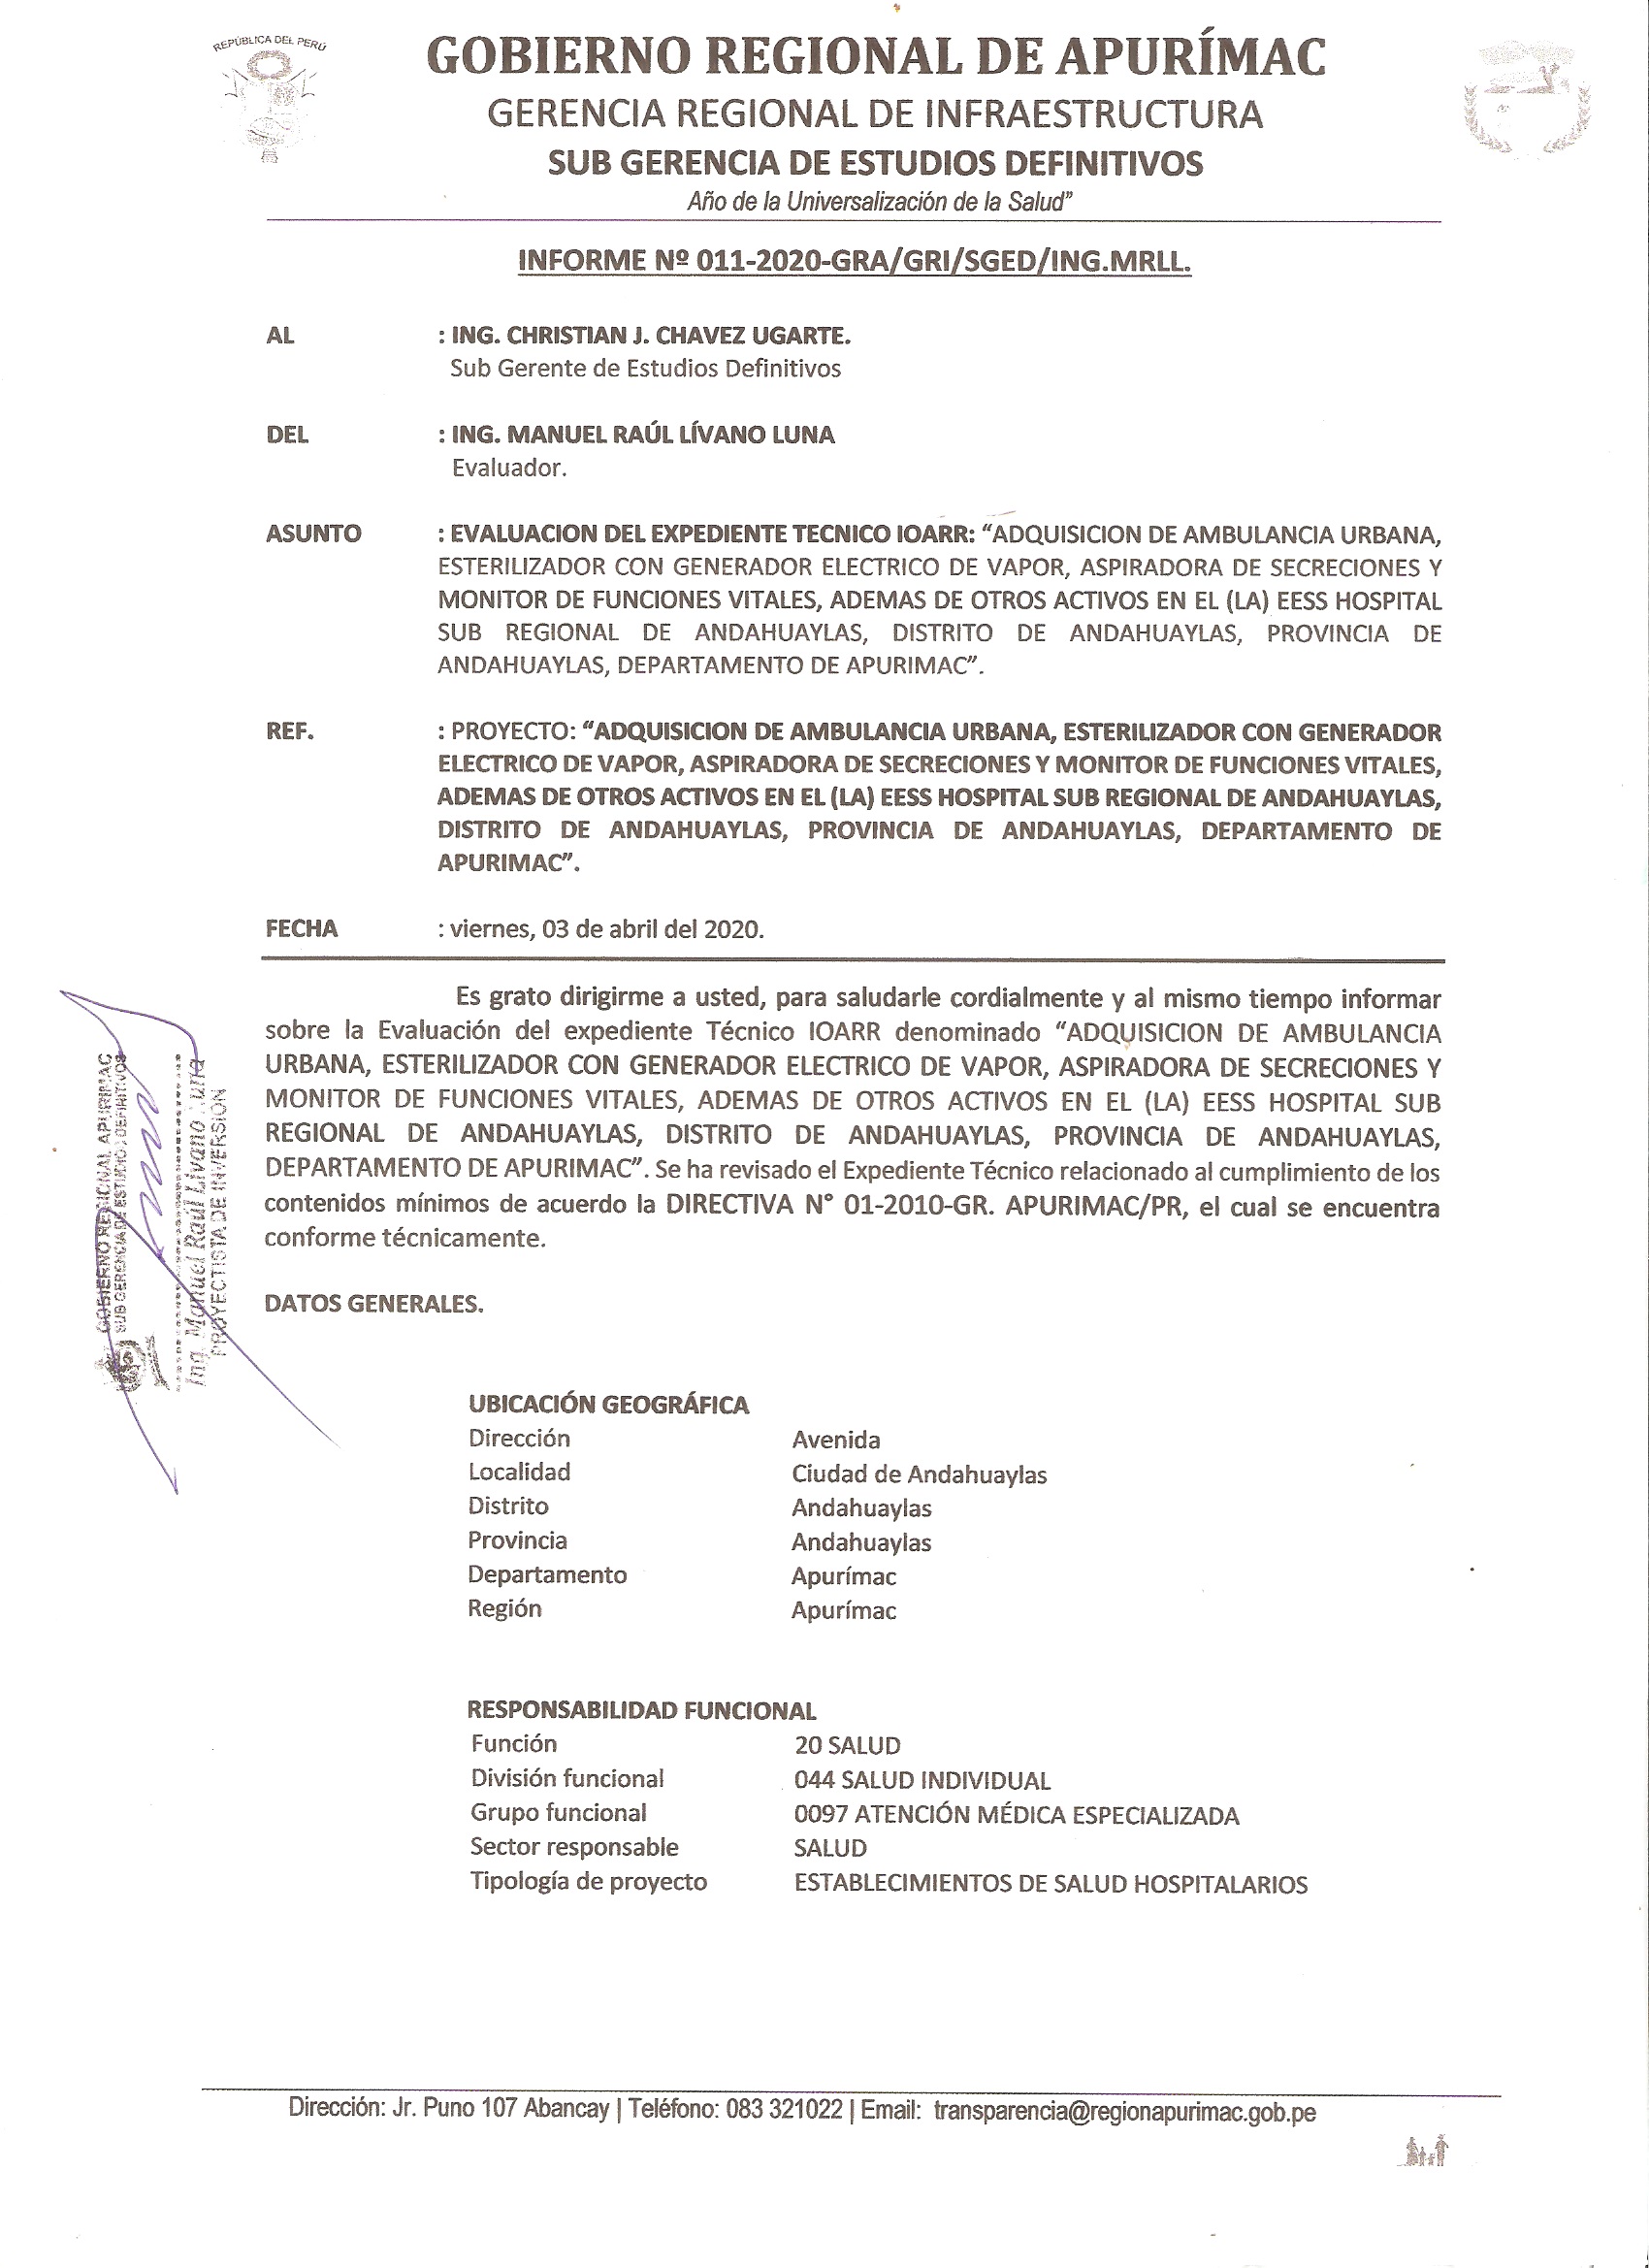 REPÚBLICA DEL PERÚ
GOBIERNO REGIONAL DE APURÍMAC
GERENCIA REGIONAL DE INFRAESTRUCTURA
SUB GERENCIA DE ESTUDIOS DEFINITIVOS
Año de la Universalización de la Salud”
INFORME Nº 011-2020-GRA/GRI/SGED/ING.MRLL.
AL : ING. CHRISTIAN J. CHAVEZ UGARTE.
Sub Gerente de Estudios Definitivos
DEL : ING. MANUEL RAÚL LÍVANO LUNA
Evaluador.
ASUNTO : EVALUACION DEL EXPEDIENTE TECNICO IOARR: “ADQUISICION DE AMBULANCIA URBANA,
ESTERILIZADOR CON GENERADOR ELECTRICO DE VAPOR, ASPIRADORA DE SECRECIONES Y
MONITOR DE FUNCIONES VITALES, ADEMAS DE OTROS ACTIVOS EN EL (LA) EESS HOSPITAL
SUB REGIONAL DE ANDAHUAYLAS, DISTRITO DE ANDAHUAYLAS, PROVINCIA DE
ANDAHUAYLAS, DEPARTAMENTO DE APURIMAC”.
REF. : PROYECTO: “ADQUISICION DE AMBULANCIA URBANA, ESTERILIZADOR CON GENERADOR
ELECTRICO DE VAPOR, ASPIRADORA DE SECRECIONES Y MONITOR DE FUNCIONES VITALES,
ADEMAS DE OTROS ACTIVOS EN EL (LA) EESS HOSPITAL SUB REGIONAL DE ANDAHUAYLAS,
DISTRITO DE ANDAHUAYLAS, PROVINCIA DE ANDAHUAYLAS, DEPARTAMENTO DE
APURIMAC”.
FECHA : viernes, 03 de abril del 2020.
Es grato dirigirme a usted, para saludarle cordialmente y al mismo tiempo informar
sobre la Evaluación del expediente Técnico IOARR denominado “ADQUISICION DE AMBULANCIA
URBANA, ESTERILIZADOR CON GENERADOR ELECTRICO DE VAPOR, ASPIRADORA DE SECRECIONES Y
MONITOR DE FUNCIONES VITALES, ADEMAS DE OTROS ACTIVOS EN EL (LA) EESS HOSPITAL SUB
REGIONAL DE ANDAHUAYLAS, DISTRITO DE ANDAHUAYLAS, PROVINCIA DE ANDAHUAYLAS,
DEPARTAMENTO DE APURIMAC”. Se ha revisado el Expediente Técnico relacionado al cumplimiento de los
contenidos mínimos de acuerdo la DIRECTIVA N° 01-2010-GR. APURIMAC/PR, el cual se encuentra
conforme técnicamente.
GOBIERNO REGIONAL APURIMAC
SUB GERENCIA DE ESTUDIOS DEFINITIVOS
Ing. Manuel Raúl Lívano Luna
PROYECTISTA DE INVERSIÓN
DATOS GENERALES.
UBICACIÓN GEOGRÁFICA
Dirección Avenida
Localidad Ciudad de Andahuaylas
Distrito Andahuaylas
Provincia Andahuaylas
Departamento Apurímac
Región Apurímac
RESPONSABILIDAD FUNCIONAL
Función 20 SALUD
División funcional 044 SALUD INDIVIDUAL
Grupo funcional 0097 ATENCIÓN MÉDICA ESPECIALIZADA
Sector responsable SALUD
Tipología de proyecto ESTABLECIMIENTOS DE SALUD HOSPITALARIOS
Dirección: Jr. Puno 107 Abancay | Teléfono: 083 321022 | Email: transparencia@regionapurimac.gob.pe